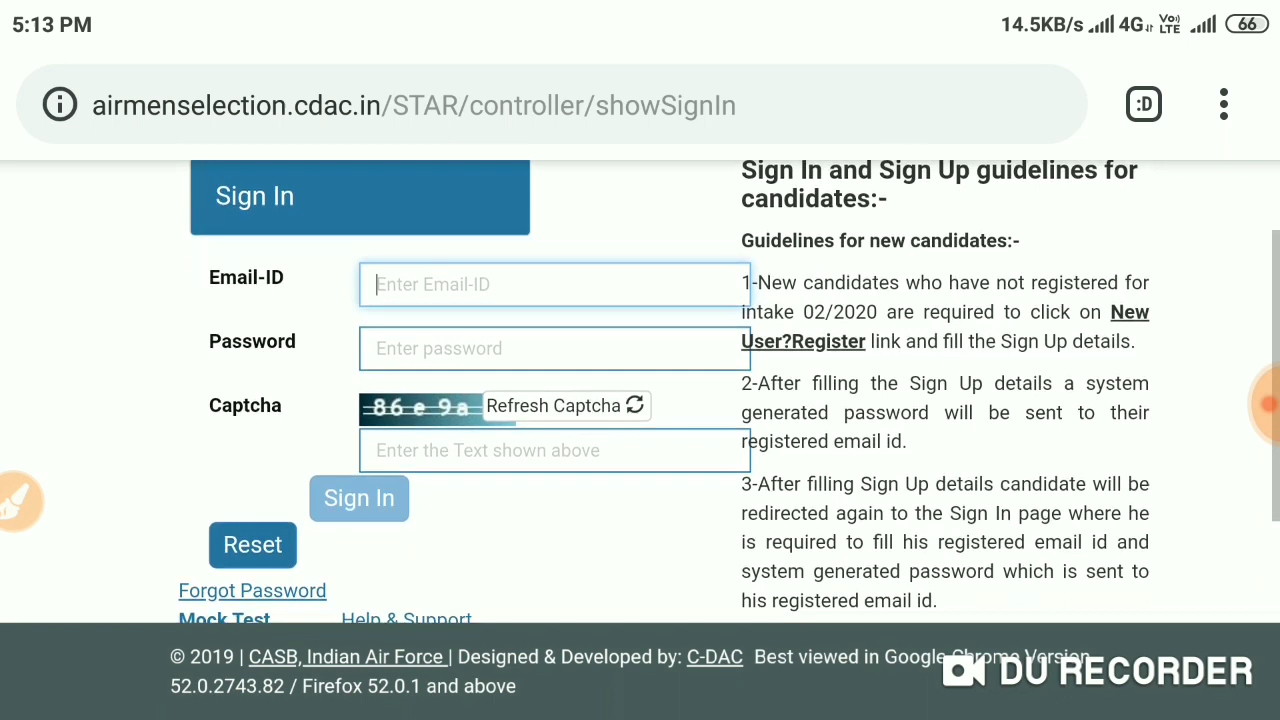 5:13 PM
14.5KB/s 4G VoLTE 66
airmenselection.cdac.in/STAR/controller/showSignIn
:D
Sign In
Email-ID
Enter Email-ID
Password
Enter password
Captcha
86e9a
Refresh Captcha
Enter the Text shown above
Sign In
Reset
Forgot Password
Mock Test Help & Support
Sign In and Sign Up guidelines for
candidates:-
Guidelines for new candidates:-
1-New candidates who have not registered for
intake 02/2020 are required to click on New
User?Register link and fill the Sign Up details.
2-After filling the Sign Up details a system
generated password will be sent to their
registered email id.
3-After filling Sign Up details candidate will be
redirected again to the Sign In page where he
is required to fill his registered email id and
system generated password which is sent to
his registered email id.
© 2019 | CASB, Indian Air Force | Designed & Developed by: C-DAC Best viewed in Google Chrome Version
52.0.2743.82 / Firefox 52.0.1 and above
DU RECORDER